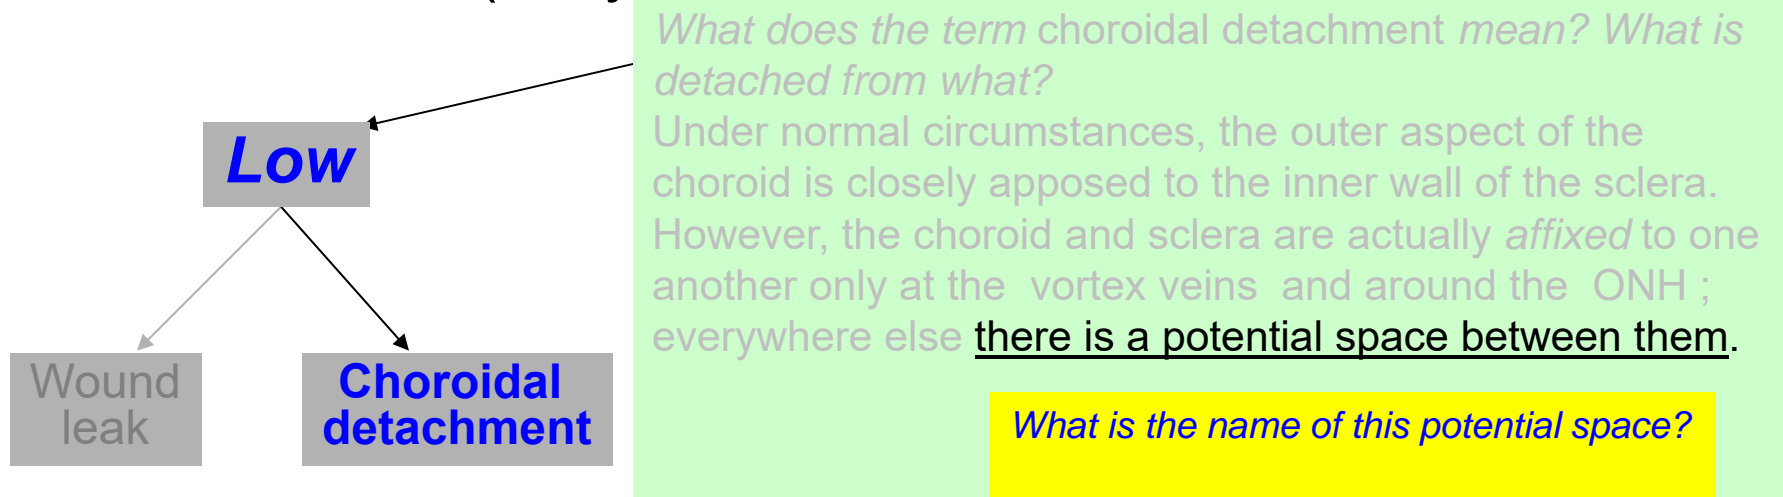 What does the term choroidal detachment mean? What is
detached from what?
Under normal circumstances, the outer aspect of the
choroid is closely apposed to the inner wall of the sclera.
However, the choroid and sclera are actually affixed to one
another only at the vortex veins and around the ONH ;
everywhere else there is a potential space between them.
What is the name of this potential space?
Low
Wound
leak
Choroidal
detachment